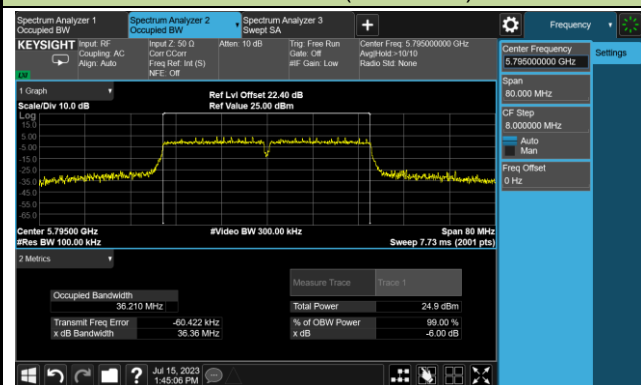 Spectrum Analyzer 1
Occupied BW
Spectrum Analyzer 2
Occupied BW
Spectrum Analyzer 3
Swept SA
+
Frequency
KEYSIGHT
Input: RF
Coupling: AC
Align: Auto
Input Z: 50 Ω
Corr CCorr
Freq Ref: Int (S)
NFE: Off
Atten: 10 dB
Trig: Free Run
Gate: Off
#IF Gain: Low
Center Freq: 5.795000000 GHz
Avg|Hold:>10/10
Radio Std: None
Center Frequency
5.795000000 GHz
Settings
Span
80.000 MHz
CF Step
8.000000 MHz
Auto
Man
Freq Offset
0 Hz
1 Graph
Scale/Div 10.0 dB
Ref Lvl Offset 22.40 dB
Ref Value 25.00 dBm
Log
15.0
5.00
-5.00
-15.0
-25.0
-35.0
-45.0
-55.0
-65.0
Center 5.79500 GHz
#Res BW 100.00 kHz
#Video BW 300.00 kHz
Span 80 MHz
Sweep 7.73 ms (2001 pts)
2 Metrics
Measure Trace
Trace 1
Occupied Bandwidth
36.210 MHz
Total Power
24.9 dBm
Transmit Freq Error
-60.422 kHz
% of OBW Power
99.00 %
x dB Bandwidth
36.36 MHz
x dB
-6.00 dB
?
Jul 15, 2023
1:45:06 PM